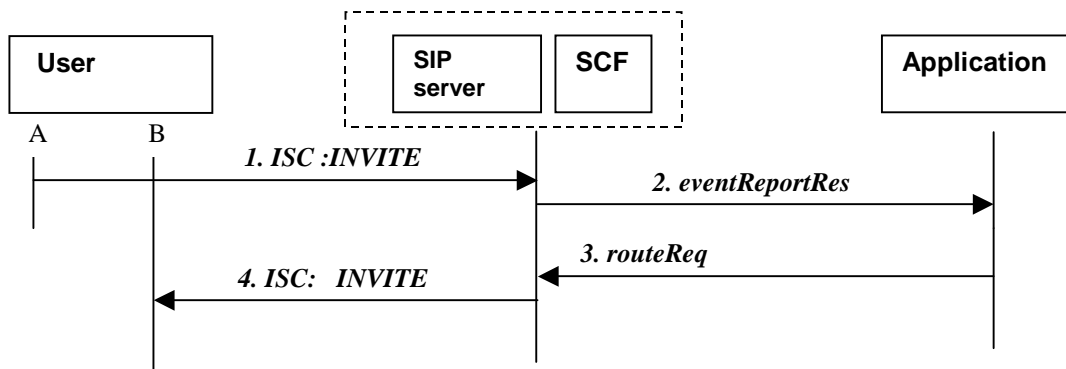 User
SIP
server
SCF
Application
A
B
1. ISC :INVITE
2. eventReportRes
3. routeReq
4. ISC: INVITE